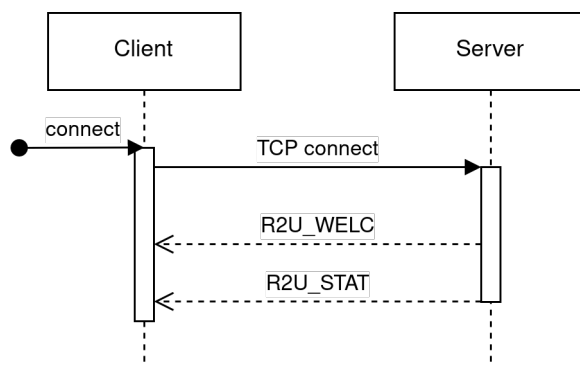 Client
Server
connect
TCP connect
R2U_WELC
R2U_STAT